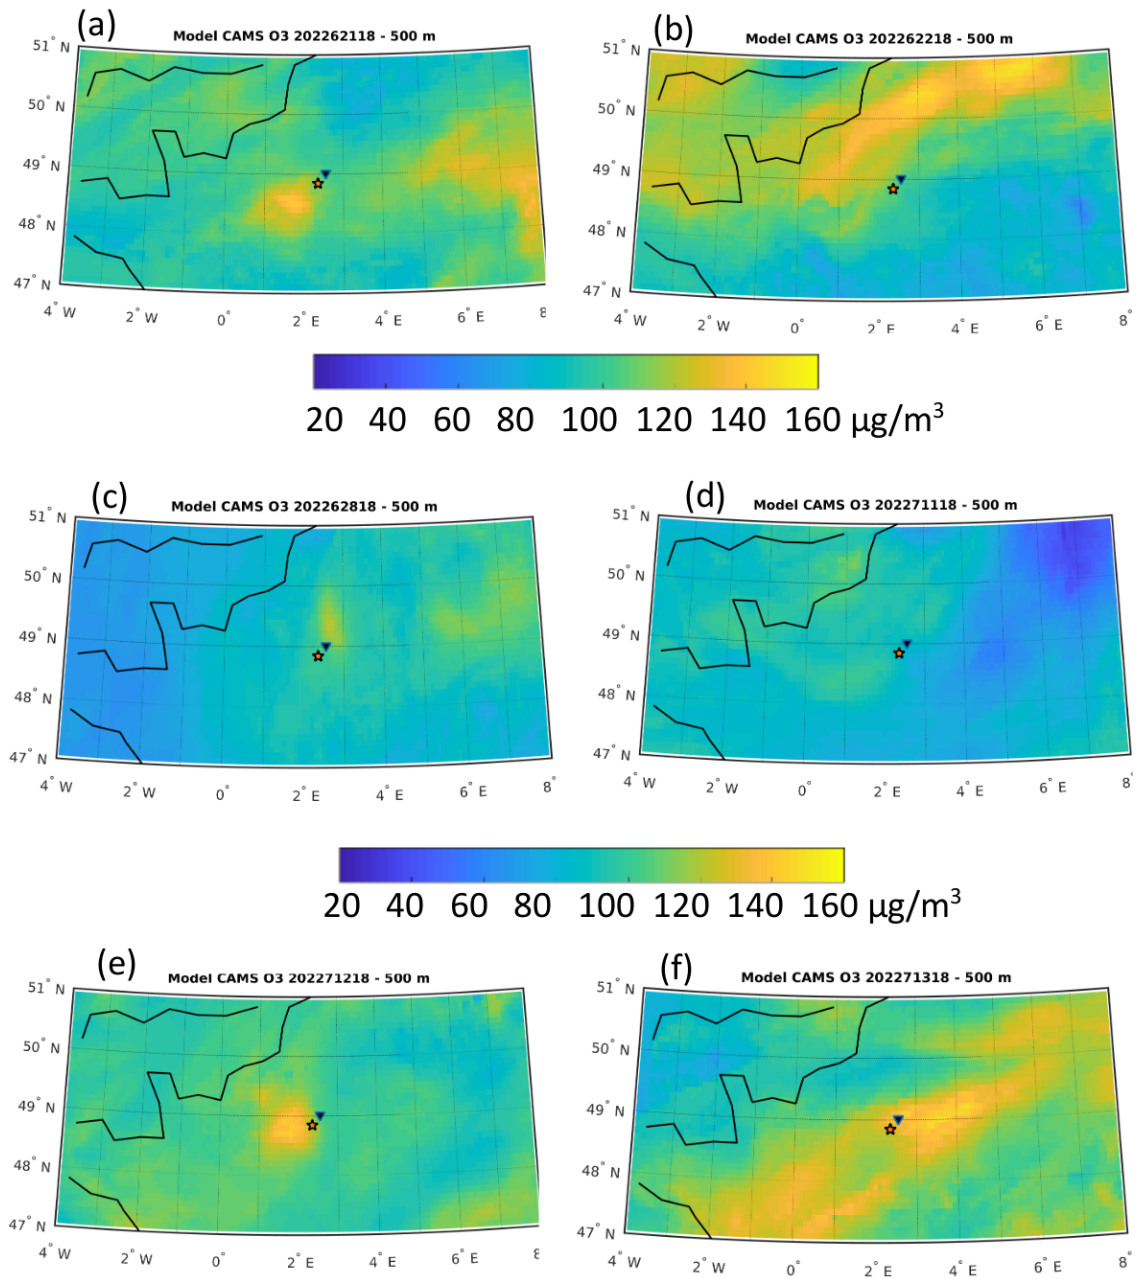 (a) (b)
Model CAMS O3 202262118 - 500 m Model CAMS O3 202262218 - 500 m
51° N 51° N
50° N 50° N
49° N 49° N
48° N 48° N
47° N 47° N
4° W 2° W 0° 2° E 4° E 6° E 8 4° W 2° W 0° 2° E 4° E 6° E 8°
20 40 60 80 100 120 140 160 µg/m³
(c) (d)
Model CAMS O3 202262818 - 500 m Model CAMS O3 202271118 - 500 m
51° N 51° N
50° N 50° N
49° N 49° N
48° N 48° N
47° N 47° N
4° W 2° W 0° 2° E 4° E 6° E 8° 4° W 2° W 0° 2° E 4° E 6° E 8°
20 40 60 80 100 120 140 160 µg/m³
(e) (f)
Model CAMS O3 202271218 - 500 m Model CAMS O3 202271318 - 500 m
51° N 51° N
50° N 50° N
49° N 49° N
48° N 48° N
47° N 47° N
4° W 2° W 0° 2° E 4° E 6° E 8 4° W 2° W 0° 2° E 4° E 6° E 8°